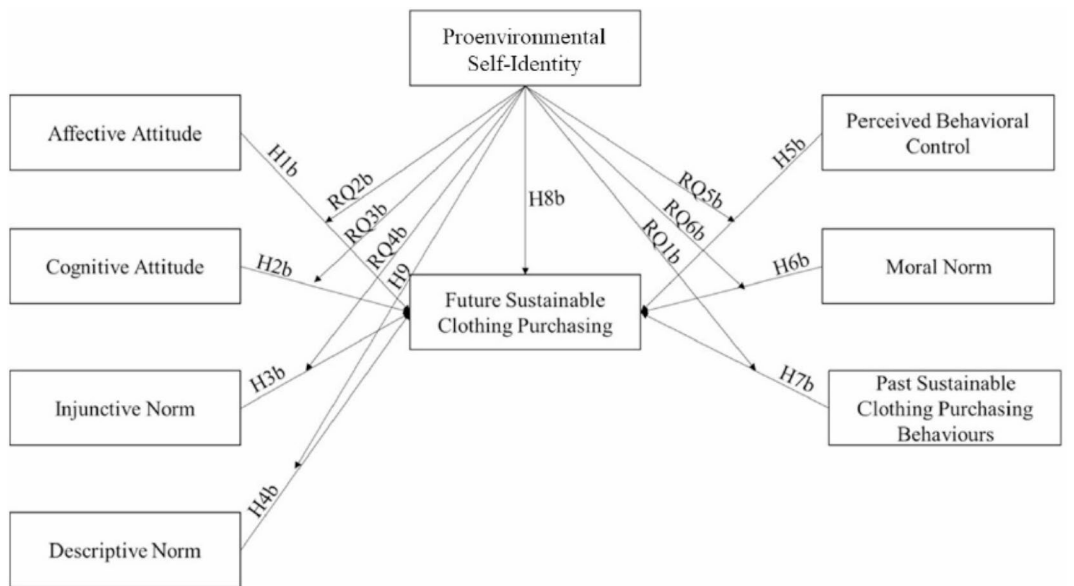 Proenvironmental
Self-Identity
Affective Attitude
Perceived Behavioral
Control
H1b
H5b
RQ2b
RQ5b
RQ3b
RQ6b
RQ4b
RQ1b
H8b
H9
Cognitive Attitude
H2b
H6b
Moral Norm
Future Sustainable
Clothing Purchasing
Injunctive Norm
H3b
H7b
Past Sustainable
Clothing Purchasing
Behaviours
H4b
Descriptive Norm